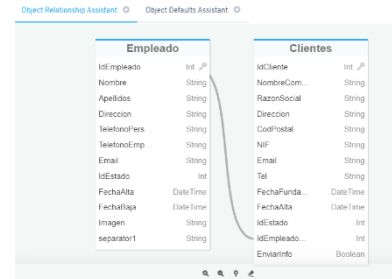 Object Relationship Assistant
Object Defaults Assistant
Empleado
IdEmpleado Int
Nombre String
Apellidos String
Direccion String
TelefonoPers... String
TelefonoEmp... String
Email String
IdEstado Int
FechaAlta DateTime
FechaBaja DateTime
Imagen String
separator1 String
Clientes
IdCliente Int
NombreCom... String
RazonSocial String
Direccion String
CodPostal String
NIF String
Email String
Tel String
FechaFunda... DateTime
FechaAlta DateTime
IdEstado Int
IdEmpleado... Int
EnviarInfo Boolean